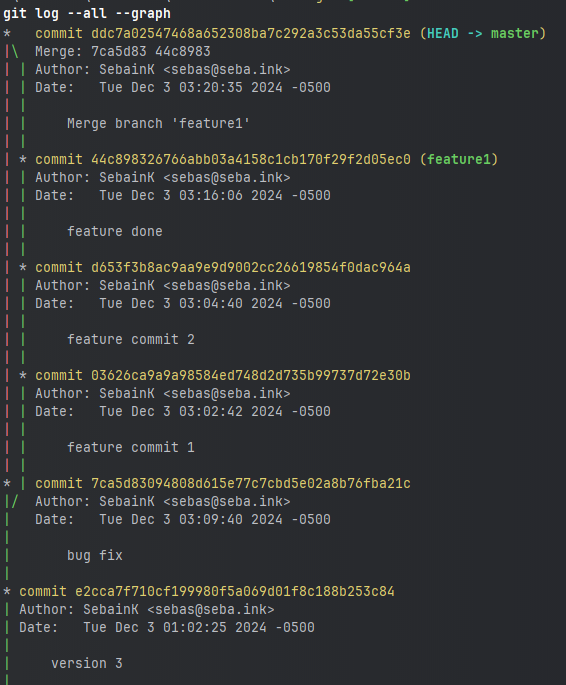 git log --all --graph
*   commit ddc7a02547468a652308ba7c292a3c53da55cf3e (HEAD -> master)
|\  Merge: 7ca5d83 44c8983
| | Author: SebainK <sebas@seba.ink>
| | Date:   Tue Dec 3 03:20:35 2024 -0500
| |
| |     Merge branch 'feature1'
| |
| * commit 44c898326766abb03a4158c1cb170f29f2d05ec0 (feature1)
| | Author: SebainK <sebas@seba.ink>
| | Date:   Tue Dec 3 03:16:06 2024 -0500
| |
| |     feature done
| |
| * commit d653f3b8ac9aa9e9d9002cc26619854f0dac964a
| | Author: SebainK <sebas@seba.ink>
| | Date:   Tue Dec 3 03:04:40 2024 -0500
| |
| |     feature commit 2
| |
| * commit 03626ca9a9a98584ed748d2d735b99737d72e30b
| | Author: SebainK <sebas@seba.ink>
| | Date:   Tue Dec 3 03:02:42 2024 -0500
| |
| |     feature commit 1
| |
* | commit 7ca5d83094808d615e77c7cbd5e02a8b76fba21c
|/  Author: SebainK <sebas@seba.ink>
|   Date:   Tue Dec 3 03:09:40 2024 -0500
|
|       bug fix
|
* commit e2cca7f710cf199980f5a069d01f8c188b253c84
| Author: SebainK <sebas@seba.ink>
| Date:   Tue Dec 3 01:02:25 2024 -0500
|
|     version 3
|